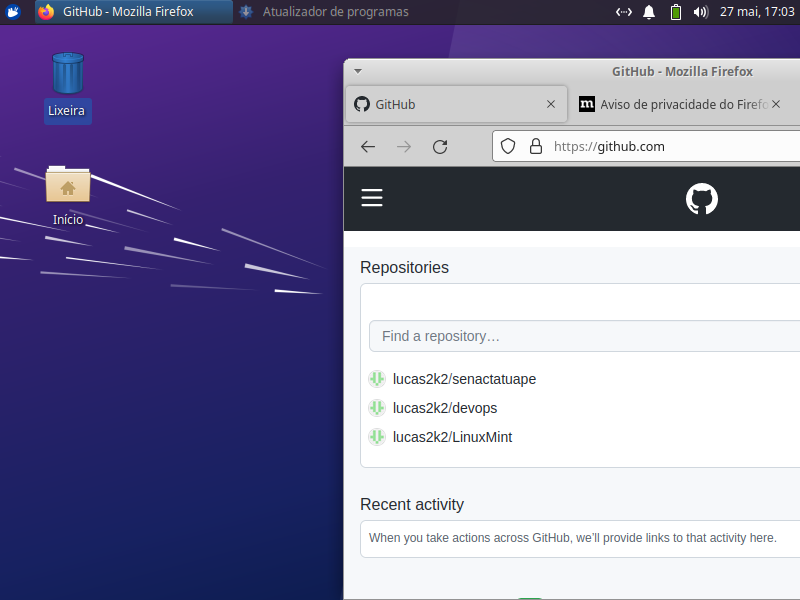 GitHub - Mozilla Firefox
Atualizador de programas
27 mai, 17:03
Lixeira
Início
GitHub - Mozilla Firefox
GitHub
m Aviso de privacidade do Firefo
https://github.com
Repositories
Find a repository…
lucas2k2/senactatuape
lucas2k2/devops
lucas2k2/LinuxMint
Recent activity
When you take actions across GitHub, we'll provide links to that activity here.